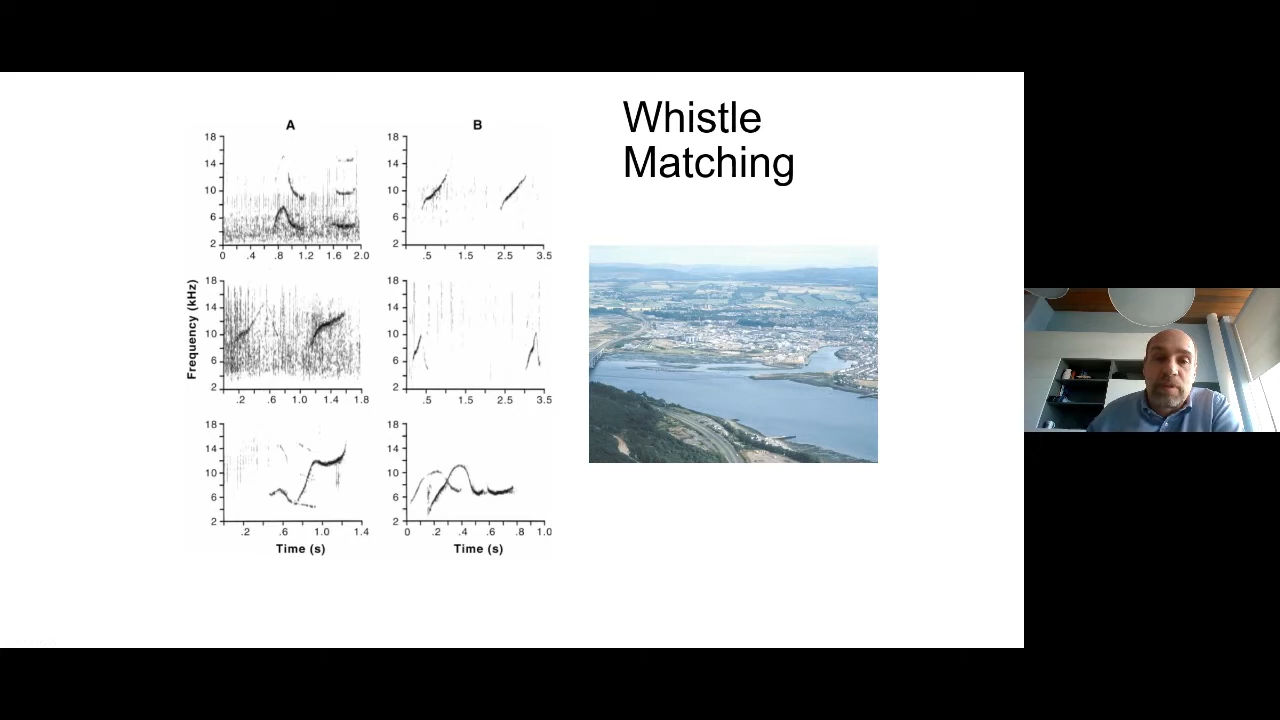 Whistle
Matching
A
B
Frequency (kHz)
18
14
10
6
2
0 .4 .8 1.2 1.6 2.0
18
14
10
6
2
.5 1.5 2.5 3.5
18
14
10
6
2
.2 .6 1.0 1.4 1.8
18
14
10
6
2
.5 1.5 2.5 3.5
18
14
10
6
2
.2 .6 1.0 1.4
Time (s)
18
14
10
6
2
0 .2 .4 .6 .8 1.0
Time (s)